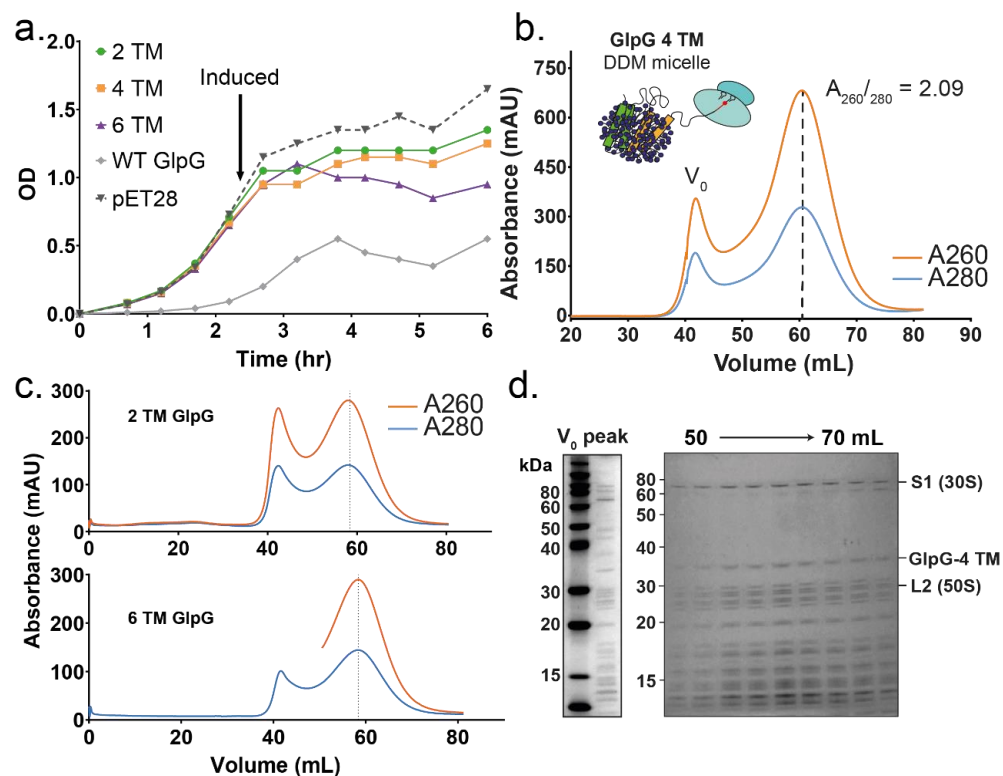 a.
2.0
1.5
1.0
0.5
0.0
OD
2 TM
4 TM
6 TM
WT GlpG
pET28
Induced
0 1 2 3 4 5 6
Time (hr)
b.
GlpG 4 TM
DDM micelle
A260/280 = 2.09
V0
750
600
450
300
150
0
Absorbance (mAU)
A260
A280
20 30 40 50 60 70 80 90
Volume (mL)
c.
300
200
100
0
2 TM GlpG
A260
A280
0 20 40 60 80
300
200
100
0
6 TM GlpG
0 20 40 60 80
Absorbance (mAU)
Volume (mL)
d.
V0 peak
kDa
80
60
50
40
30
20
15
50 70 mL
80
60
50
40
30
20
15
S1 (30S)
GlpG-4 TM
L2 (50S)